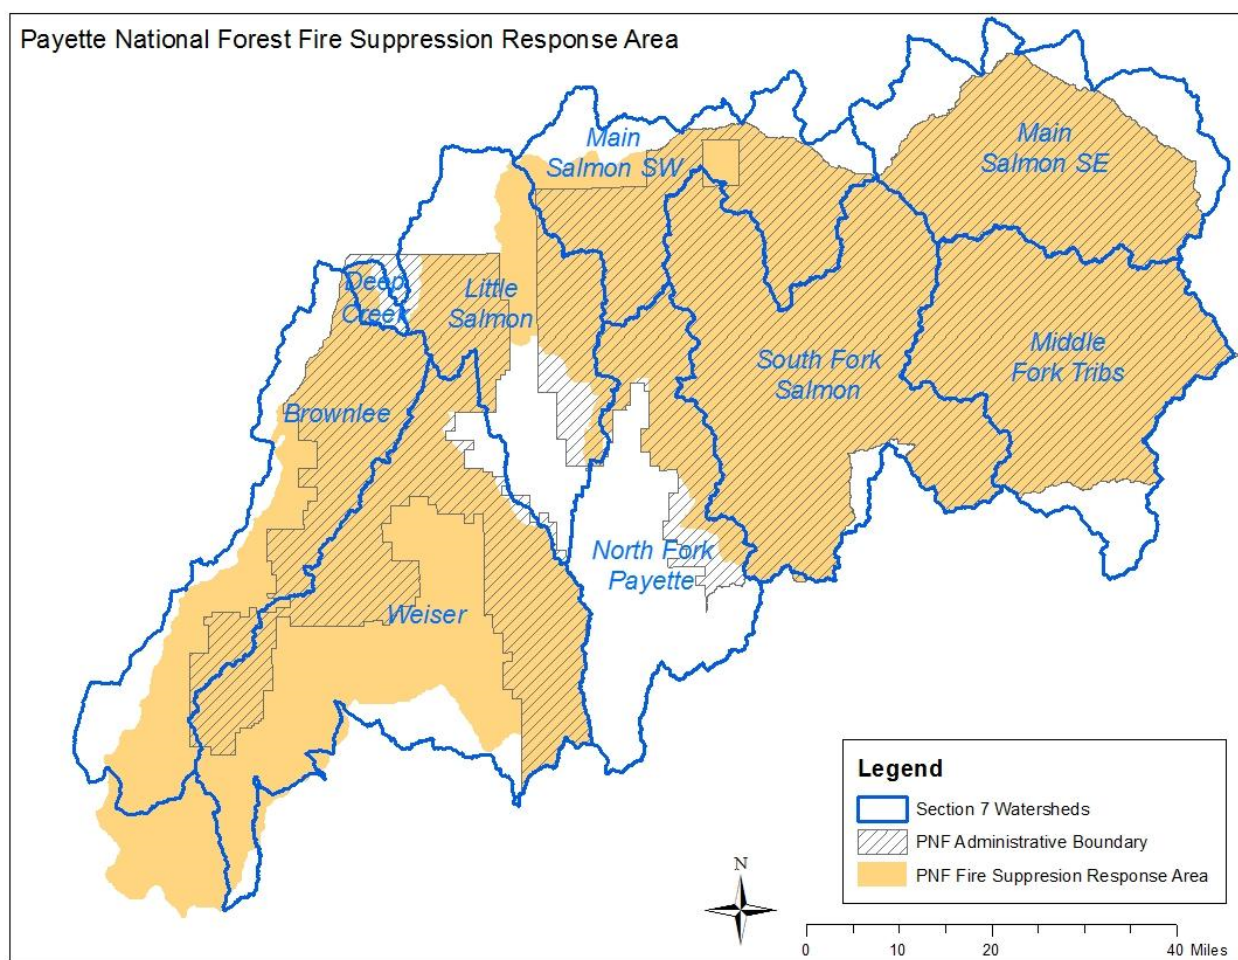 Payette National Forest Fire Suppression Response Area
Main
Salmon SW
Main
Salmon SE
Deep
Creek
Little
Salmon
Brownlee
South Fork
Salmon
Middle
Fork Tribs
North Fork
Payette
Weiser
Legend
Section 7 Watersheds
PNF Administrative Boundary
PNF Fire Suppresion Response Area
N
0 10 20 40 Miles